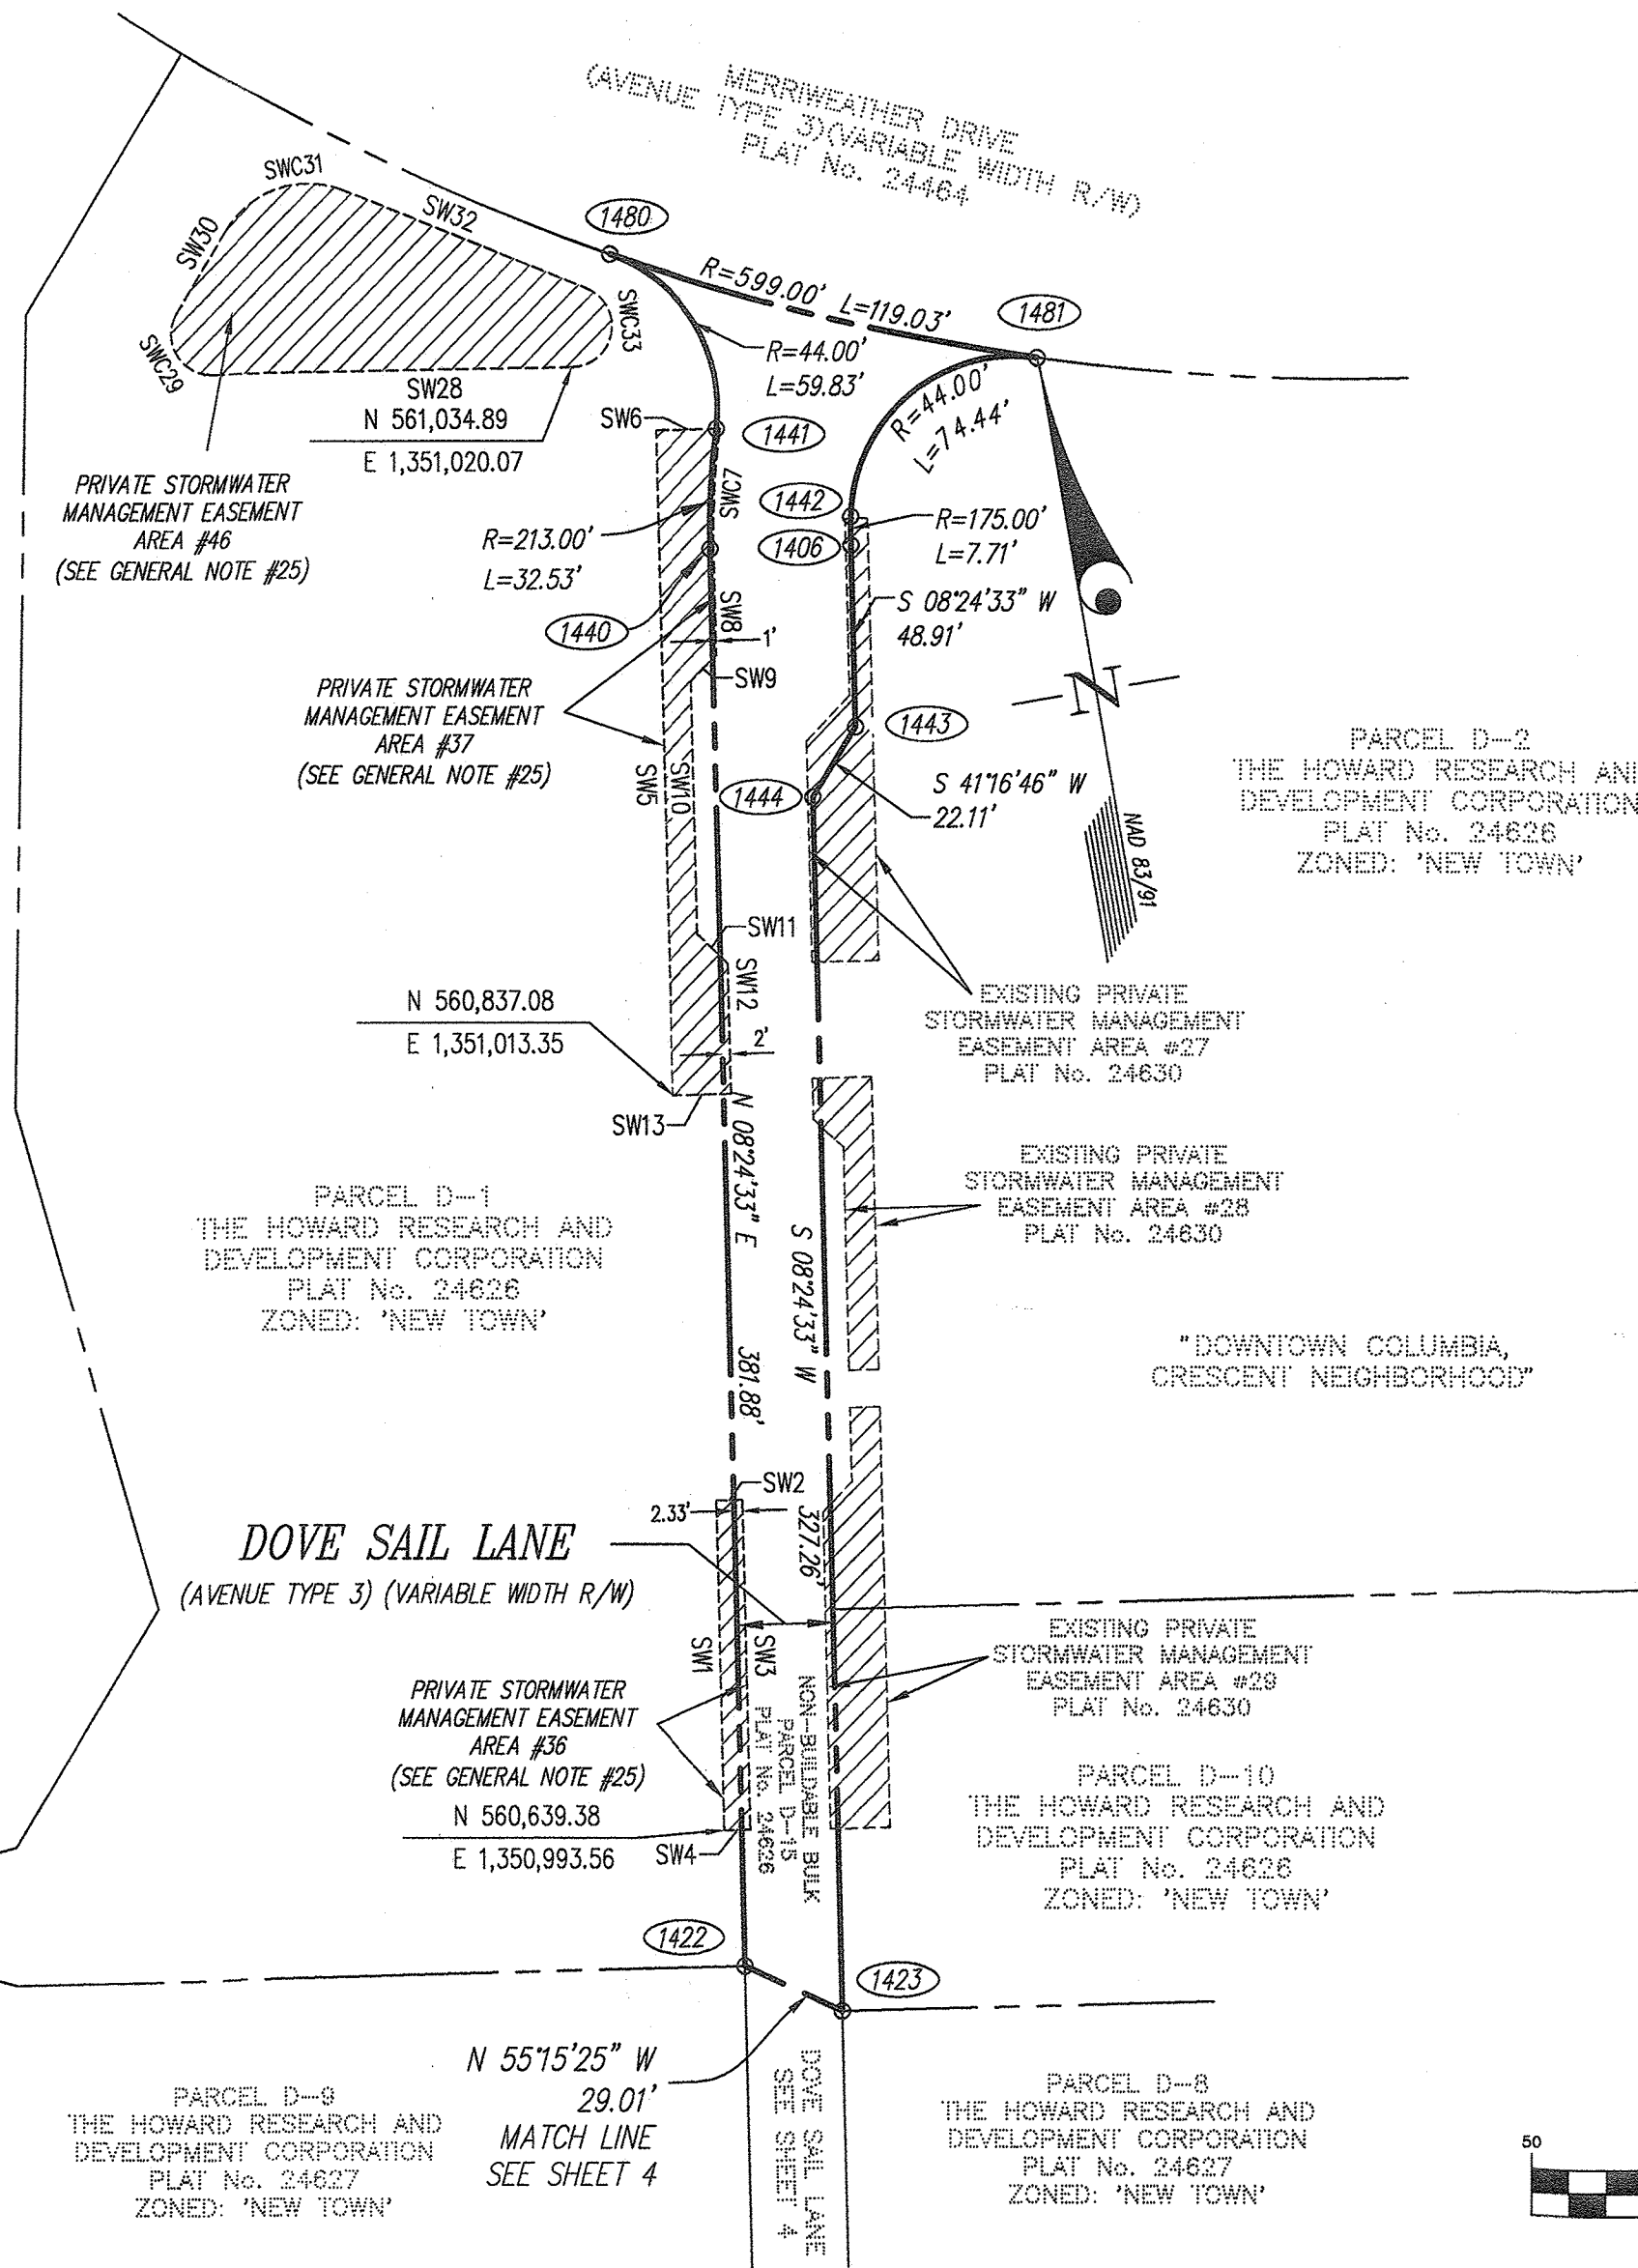 MERRIWEATHER DRIVE
(AVENUE TYPE 3)(VARIABLE WIDTH R/W)
PLAT No. 24464
SWC31
SW32
SW30
SWC33
SWC29
SW28
1480
R=599.00' L=119.03'
1481
R=44.00'
L=59.83'
R=44.00'
L=74.44'
N 561,034.89
E 1,351,020.07
SW6
1441
PRIVATE STORMWATER
MANAGEMENT EASEMENT
AREA #46
(SEE GENERAL NOTE #25)
SWC7
R=213.00'
L=32.53'
1442
1406
R=175.00'
L=7.71'
S 08°24'33" W
48.91'
1440
SW8
1'
SW9
PRIVATE STORMWATER
MANAGEMENT EASEMENT
AREA #37
(SEE GENERAL NOTE #25)
SW5
SW10
1443
1444
S 41°16'46" W
22.11'
N
NAD 83/91
PARCEL D-2
THE HOWARD RESEARCH AND
DEVELOPMENT CORPORATION
PLAT No. 24626
ZONED: 'NEW TOWN'
SW11
SW12
N 560,837.08
E 1,351,013.35
2'
SW13
EXISTING PRIVATE
STORMWATER MANAGEMENT
EASEMENT AREA #27
PLAT No. 24630
N 08°24'33" E 381.88'
EXISTING PRIVATE
STORMWATER MANAGEMENT
EASEMENT AREA #28
PLAT No. 24630
PARCEL D-1
THE HOWARD RESEARCH AND
DEVELOPMENT CORPORATION
PLAT No. 24626
ZONED: 'NEW TOWN'
S 08°24'33" W 327.26'
"DOWNTOWN COLUMBIA,
CRESCENT NEIGHBORHOOD"
SW2
2.33'
DOVE SAIL LANE
(AVENUE TYPE 3) (VARIABLE WIDTH R/W)
SW1
SW3
EXISTING PRIVATE
STORMWATER MANAGEMENT
EASEMENT AREA #29
PLAT No. 24630
PRIVATE STORMWATER
MANAGEMENT EASEMENT
AREA #36
(SEE GENERAL NOTE #25)
N 560,639.38
E 1,350,993.56
SW4
NON-BUILDABLE BULK
PARCEL D-15
PLAT No. 24626
PARCEL D-10
THE HOWARD RESEARCH AND
DEVELOPMENT CORPORATION
PLAT No. 24626
ZONED: 'NEW TOWN'
1422
1423
N 55°15'25" W
29.01'
MATCH LINE
SEE SHEET 4
DOVE SAIL LANE
SEE SHEET 4
PARCEL D-9
THE HOWARD RESEARCH AND
DEVELOPMENT CORPORATION
PLAT No. 24627
ZONED: 'NEW TOWN'
PARCEL D-8
THE HOWARD RESEARCH AND
DEVELOPMENT CORPORATION
PLAT No. 24627
ZONED: 'NEW TOWN'
50